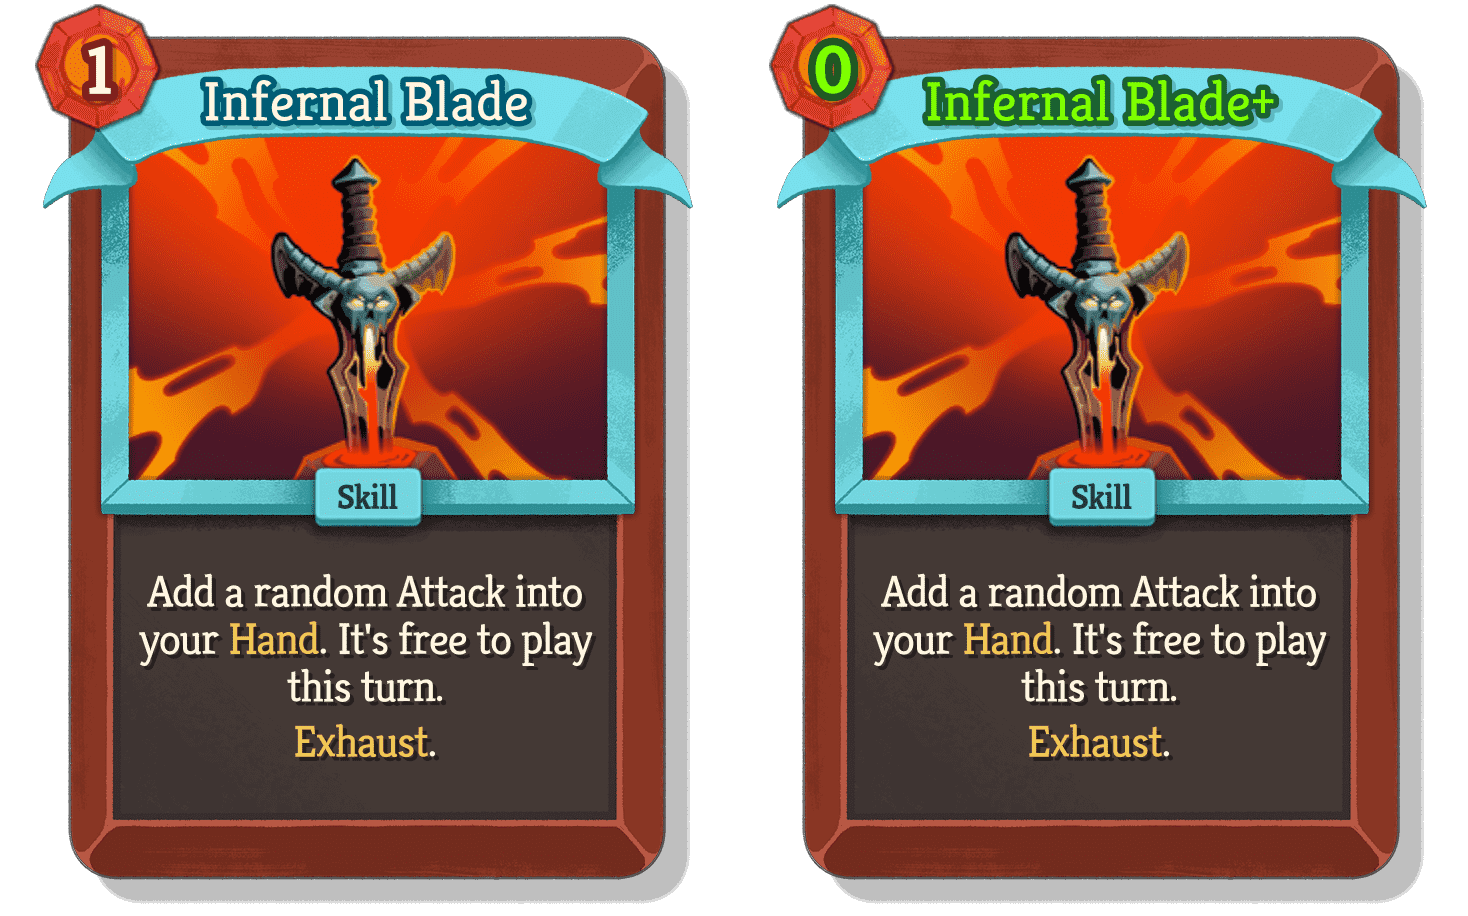 1
Infernal Blade
Skill
Add a random Attack into
your Hand. It's free to play
this turn.
Exhaust.
0
Infernal Blade+
Skill
Add a random Attack into
your Hand. It's free to play
this turn.
Exhaust.